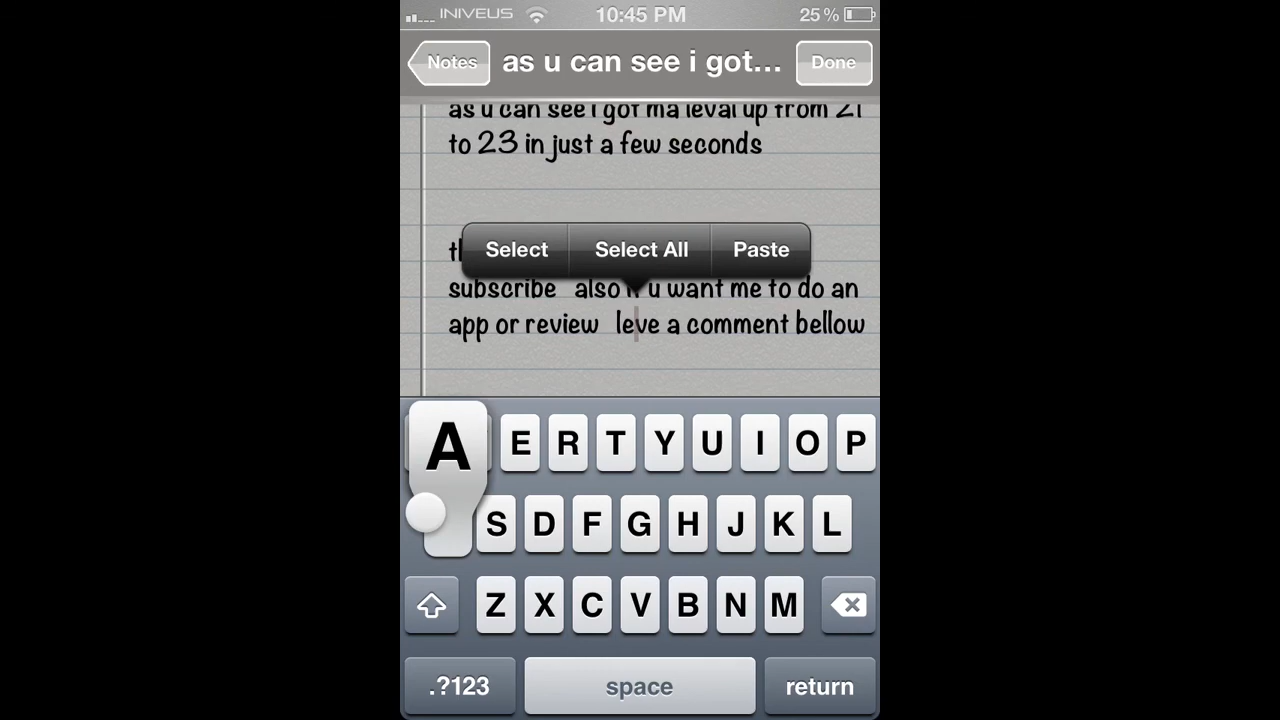 INIVEUS 10:45 PM 25%
Notes as u can see i got... Done
as u can see i got ma leval up from 21
to 23 in just a few seconds
Select Select All Paste
subscribe also if u want me to do an
app or review leve a comment bellow
A E R T Y U I O P
S D F G H J K L
Z X C V B N M
.?123 space return